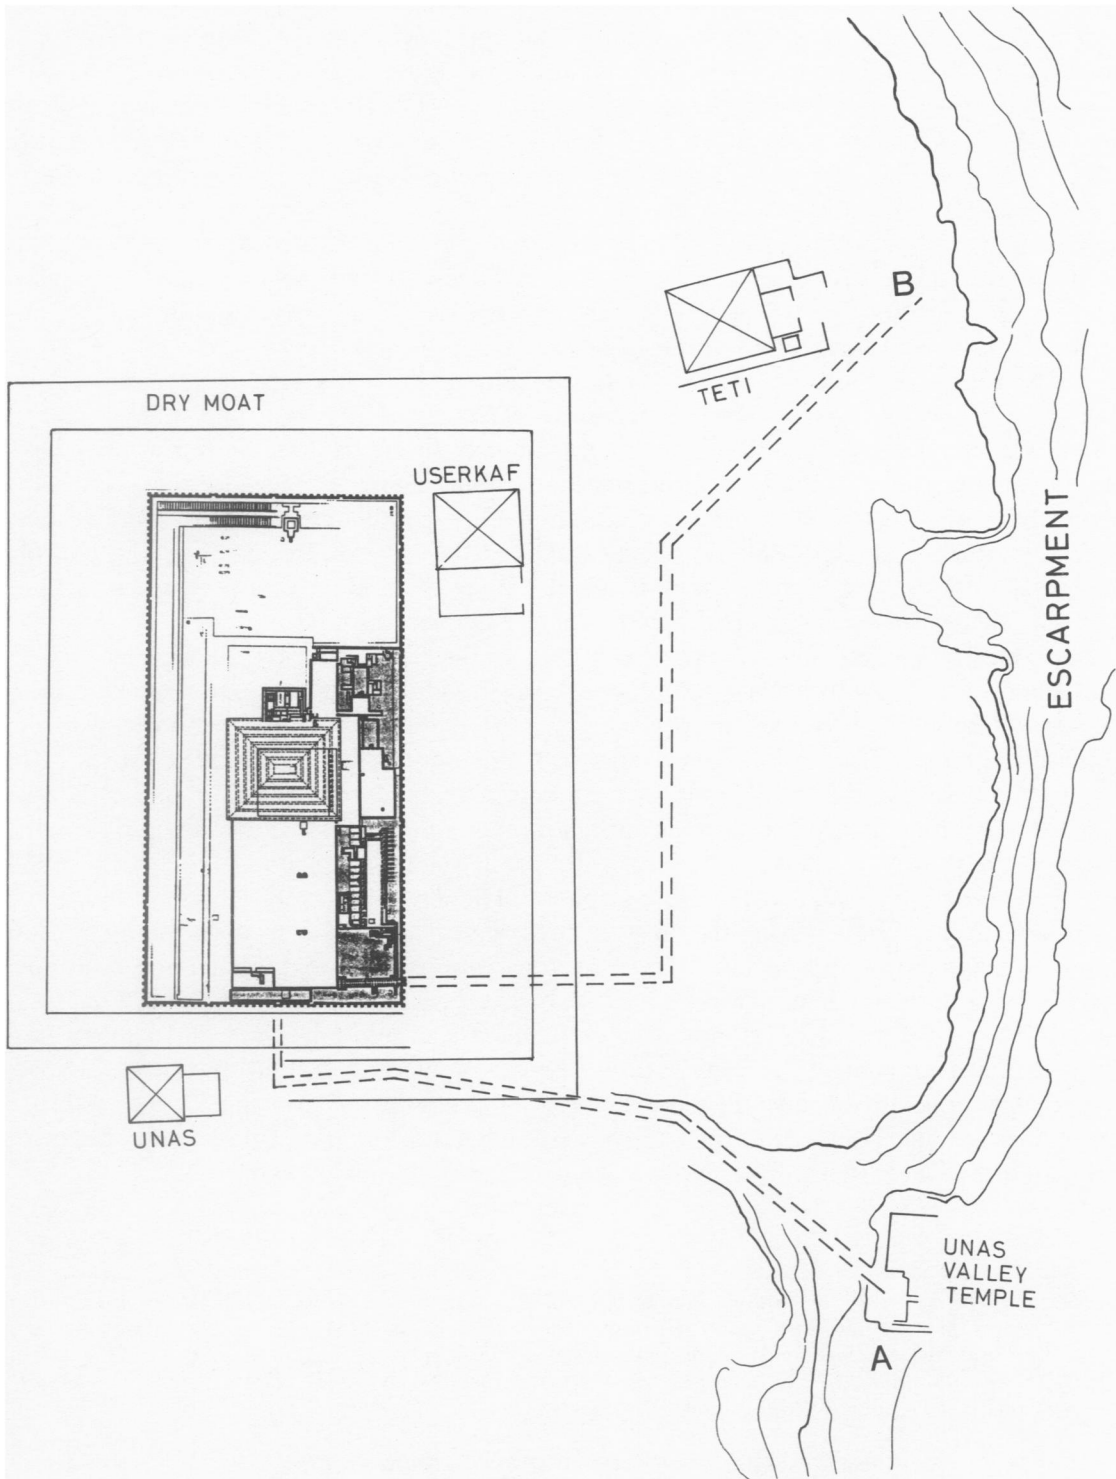 B
TETI
DRY MOAT
USERKAF
ESCARPMENT
UNAS
UNAS
VALLEY
TEMPLE
A